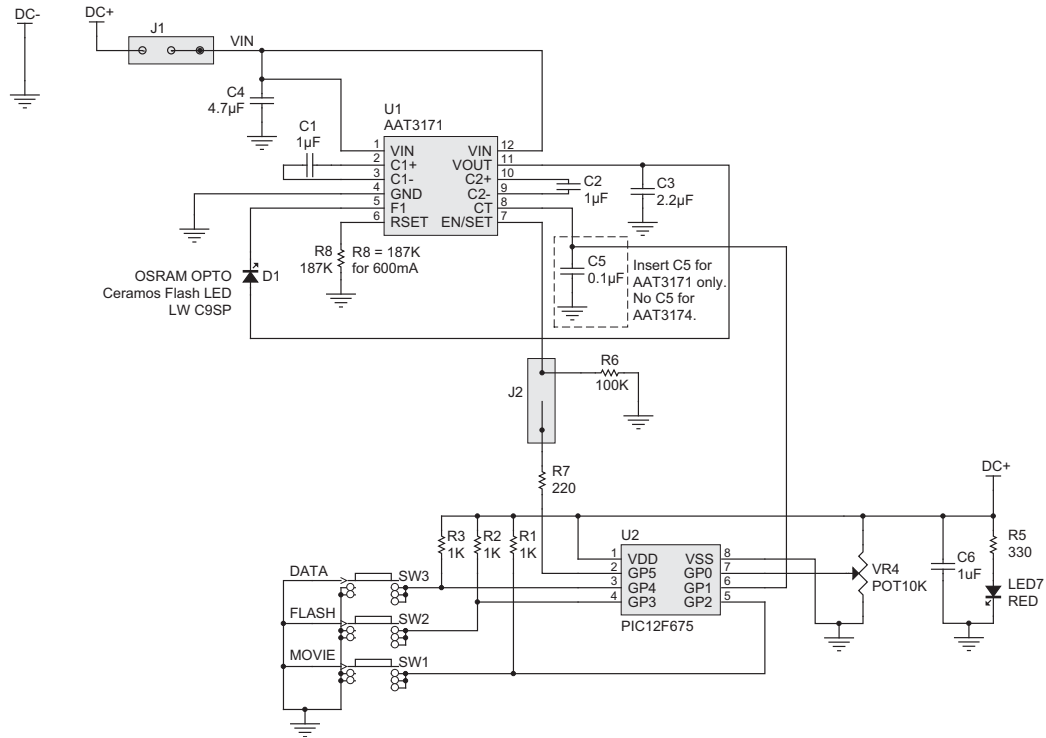 DC-
DC+
J1
VIN
C4
4.7µF
C1
1µF
U1
AAT3171
1 VIN VIN 12
2 C1+ VOUT 11
3 C1- C2+ 10
4 GND C2- 9
5 F1 CT 8
6 RSET EN/SET 7
C2
1µF
C3
2.2µF
R8
187K
R8 = 187K
for 600mA
D1
OSRAM OPTO
Ceramos Flash LED
LW C9SP
C5
0.1µF
Insert C5 for
AAT3171 only.
No C5 for
AAT3174.
J2
R6
100K
R7
220
DC+
R3
1K
R2
1K
R1
1K
U2
1 VDD VSS 8
2 GP5 GP0 7
3 GP4 GP1 6
4 GP3 GP2 5
PIC12F675
VR4
POT10K
C6
1uF
R5
330
LED7
RED
DATA
SW3
FLASH
SW2
MOVIE
SW1